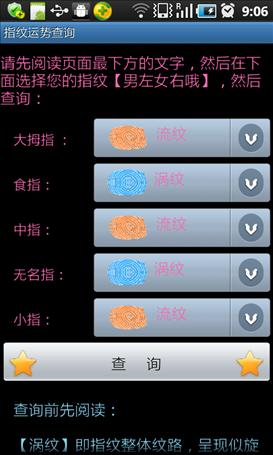 9:06
指纹运势查询
请先阅读页面最下方的文字，然后在下
面选择您的指纹【男左女右哦】，然后
查询：
大拇指： 流纹
食指： 涡纹
中指： 流纹
无名指： 涡纹
小指： 流纹
查 询
查询前先阅读：
【涡纹】即指纹整体纹路，呈现似旋